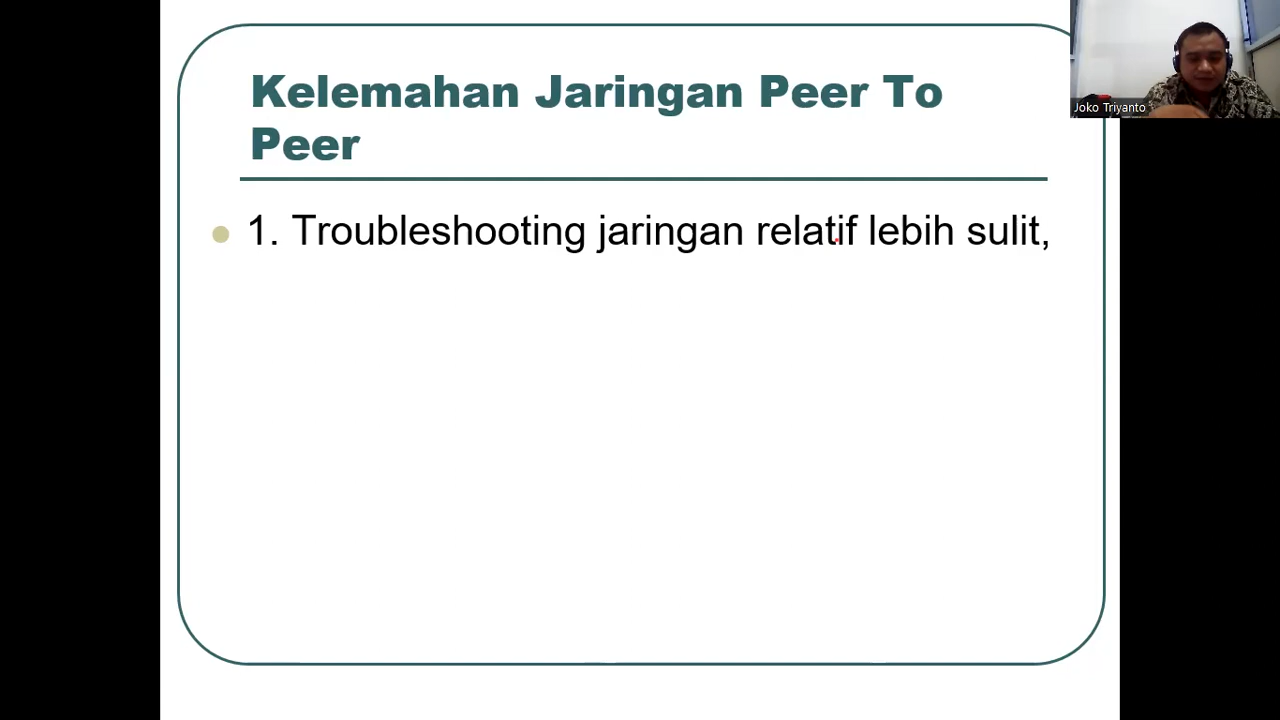 Kelemahan Jaringan Peer To
Peer
1. Troubleshooting jaringan relatif lebih sulit,
Joko Triyanto